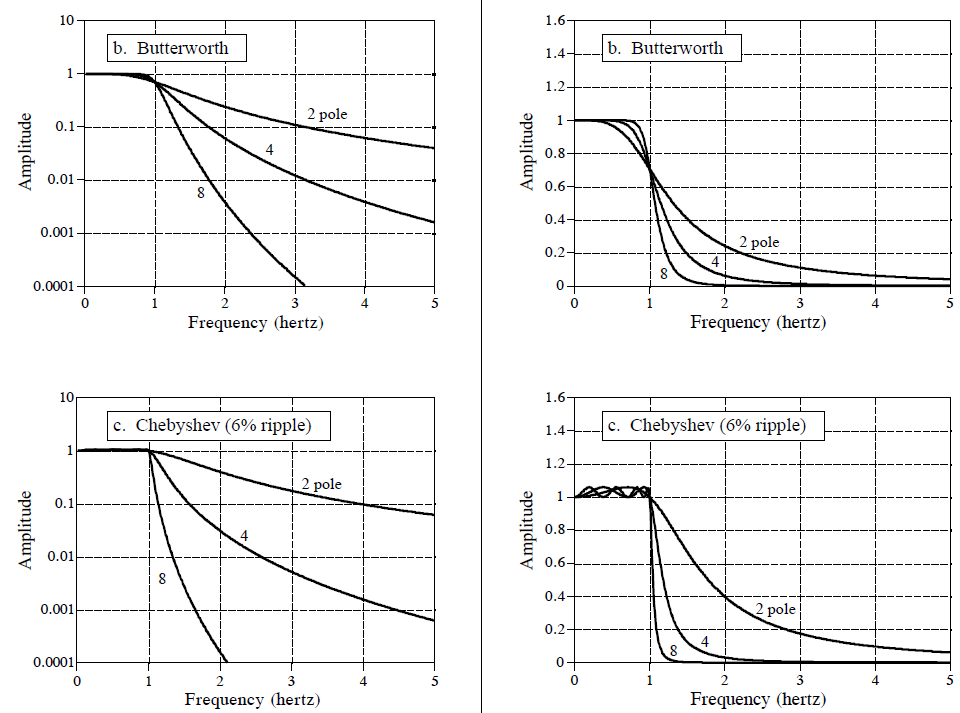 10
1
0.1
0.01
0.001
0.0001
Amplitude
b. Butterworth
2 pole
4
8
0 1 2 3 4 5
Frequency (hertz)
1.6
1.4
1.2
1
0.8
0.6
0.4
0.2
0
Amplitude
b. Butterworth
2 pole
4
8
0 1 2 3 4 5
Frequency (hertz)
10
1
0.1
0.01
0.001
0.0001
Amplitude
c. Chebyshev (6% ripple)
2 pole
4
8
0 1 2 3 4 5
Frequency (hertz)
1.6
1.4
1.2
1
0.8
0.6
0.4
0.2
0
Amplitude
c. Chebyshev (6% ripple)
2 pole
4
8
0 1 2 3 4 5
Frequency (hertz)